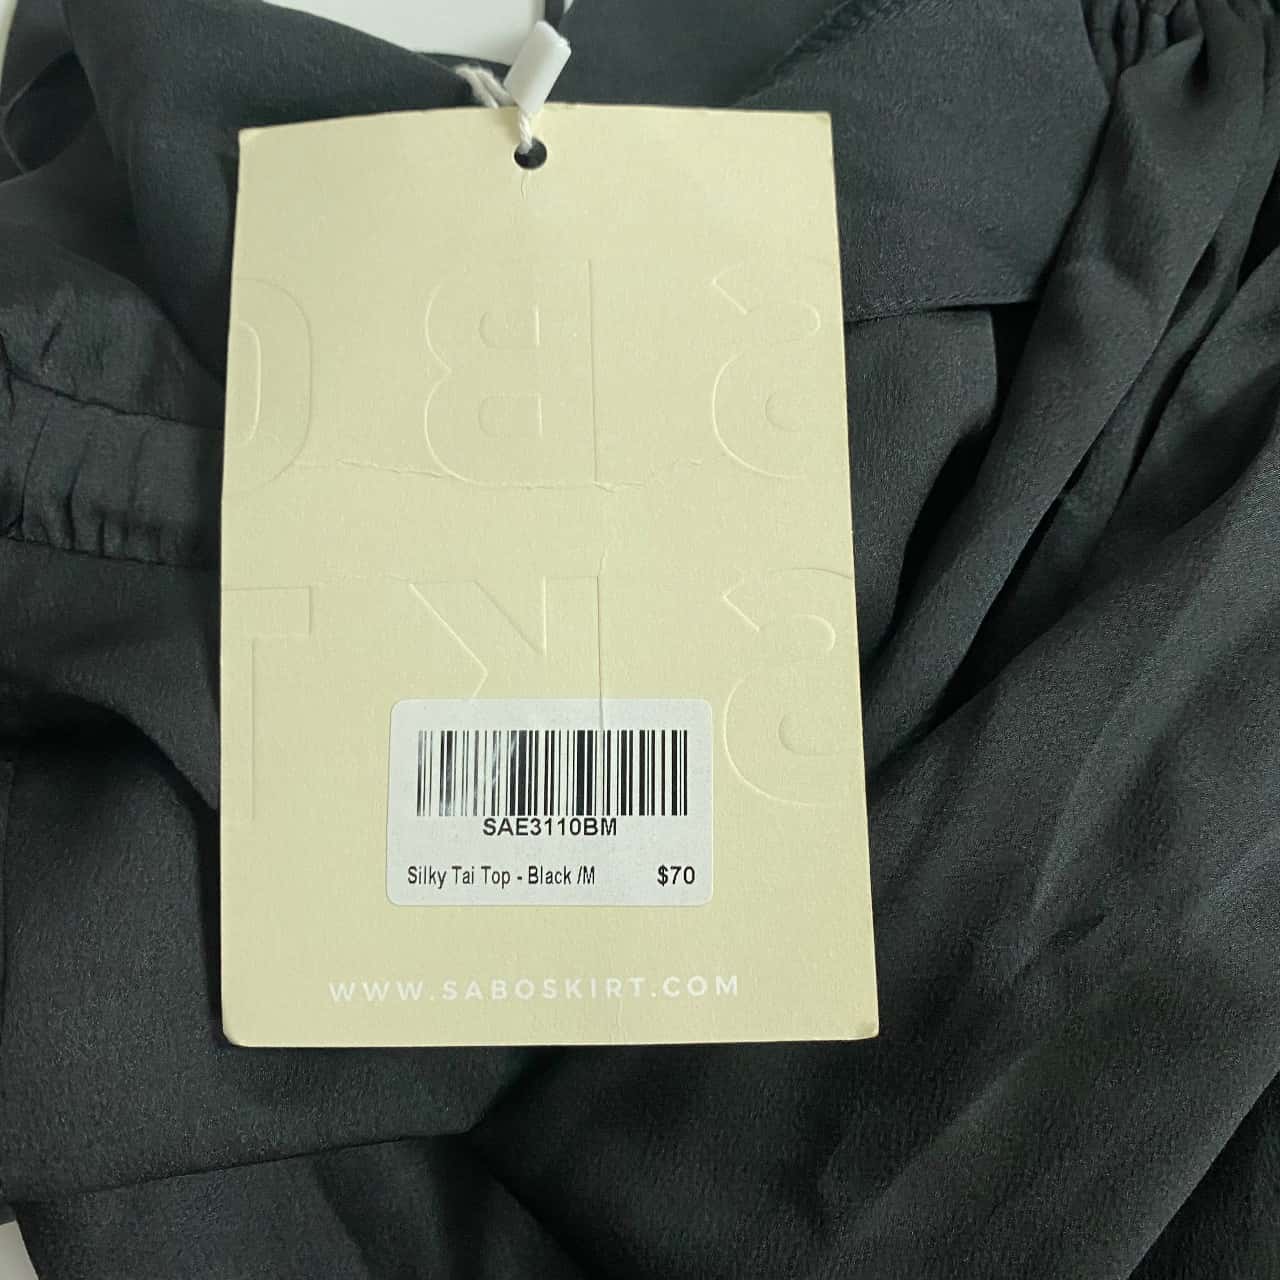 SAE3110BM
Silky Tai Top - Black /M $70
WWW.SABOSKIRT.COM